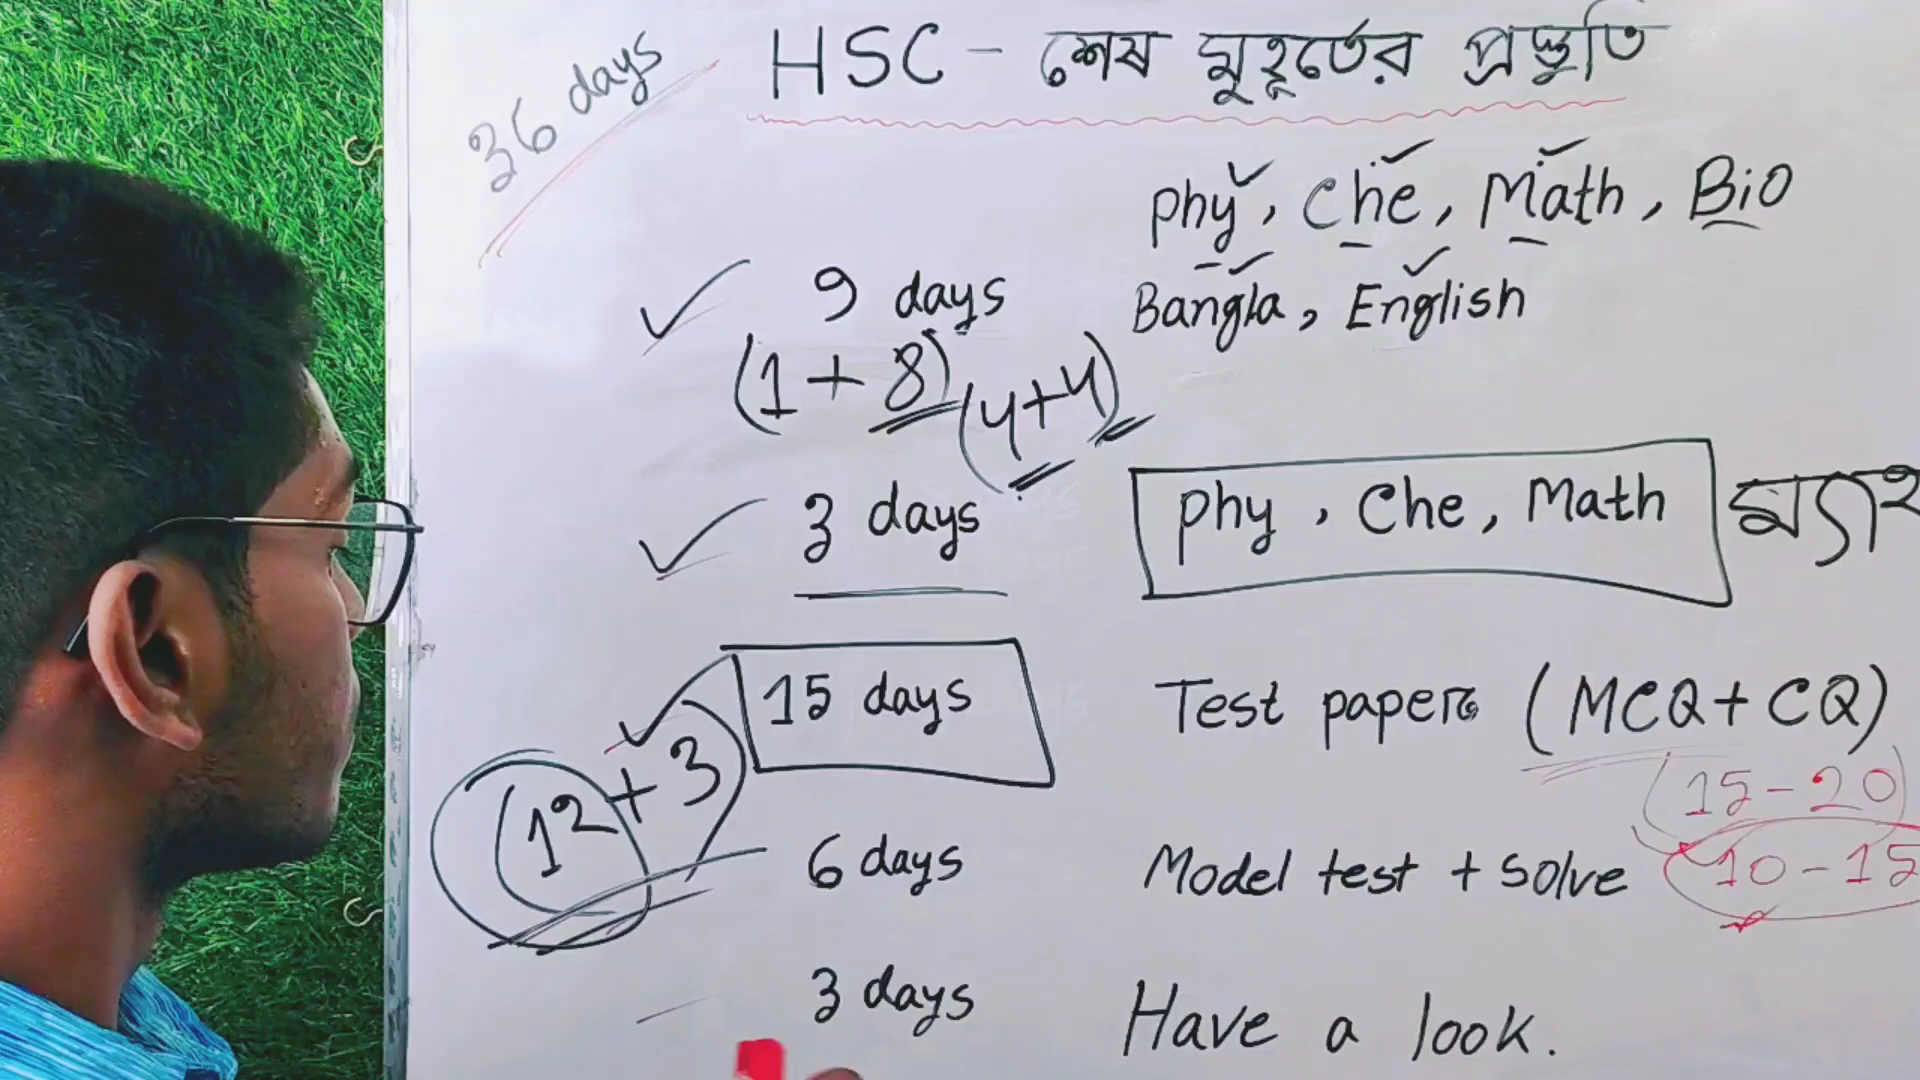 36 days
HSC - শেষ মুহূর্তের প্রস্তুতি
Phy, Che, Math, Bio
9 days Bangla, English
(1 + 8) (4+4)
3 days Phy, Che, Math
15 days Test paper (MCQ + CQ)
(12 + 3) (15-20)
6 days Model test + solve 10-15
3 days Have a look.